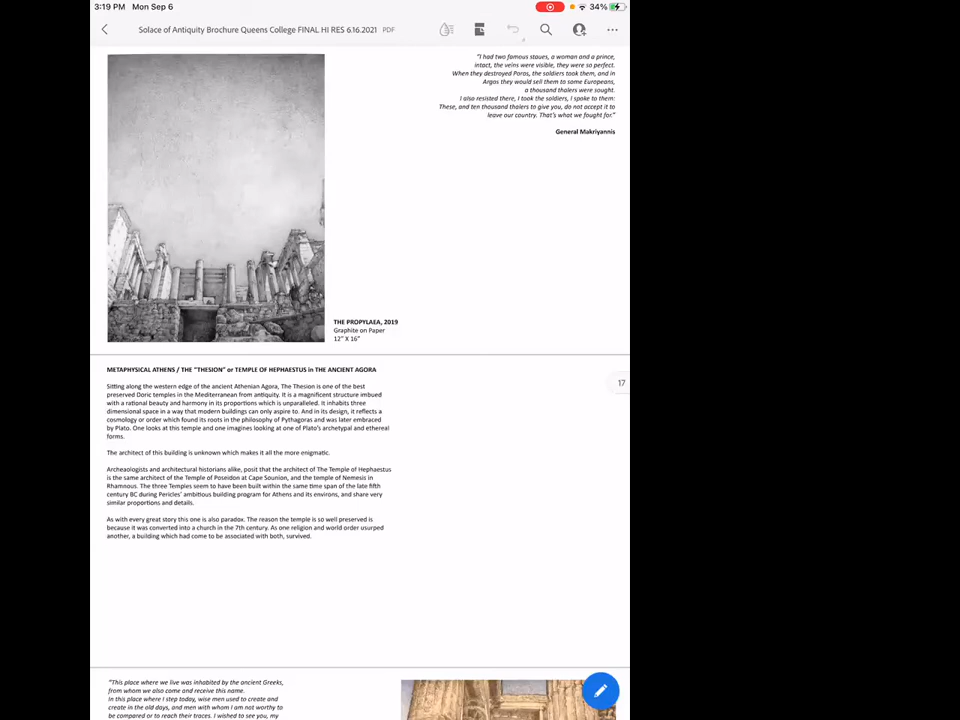 3:19 PM Mon Sep 6
34%
Solace of Antiquity Brochure Queens College FINAL HI RES 6.16.2021 PDF
"I had two famous staues, a woman and a prince,
intact, the veins were visible, they were so perfect.
When they destroyed Poros, the soldiers took them, and in
Argos they would sell them to some Europeans,
a thousand thalers were sought.
I also resisted there, I took the soldiers, I spoke to them:
These, and ten thousand thalers to give you, do not accept it to
leave our country. That's what we fought for."
General Makriyannis
THE PROPYLAEA, 2019
Graphite on Paper
12" X 16"
METAPHYSICAL ATHENS / THE "THESION" or TEMPLE OF HEPHAESTUS in THE ANCIENT AGORA
17
Sitting along the western edge of the ancient Athenian Agora, The Thesion is one of the best
preserved Doric temples in the Mediterranean from antiquity. It is a magnificent structure imbued
with a rational beauty and harmony in its proportions which is unparalleled. It inhabits three
dimensional space in a way that modern buildings can only aspire to. And in its design, it reflects a
cosmology or order which found its roots in the philosophy of Pythagoras and was later embraced
by Plato. One looks at this temple and one imagines looking at one of Plato's archetypal and ethereal
forms.
The architect of this building is unknown which makes it all the more enigmatic.
Archaeologists and architectural historians alike, posit that the architect of The Temple of Hephaestus
is the same architect of the Temple of Poseidon at Cape Sounion, and the temple of Nemesis in
Rhamnous. The three Temples seem to have been built within the same time span of the late fifth
century BC during Pericles' ambitious building program for Athens and its environs, and share very
similar proportions and details.
As with every great story this one is also paradox. The reason the temple is so well preserved is
because it was converted into a church in the 7th century. As one religion and world order usurped
another, a building which had come to be associated with both, survived.
"This place where we live was inhabited by the ancient Greeks,
from whom we also come and receive this name.
In this place where I step today, wise men used to create and
create in the old days, and men with whom I am not worthy to
be compared or to reach their traces. I wished to see you, my